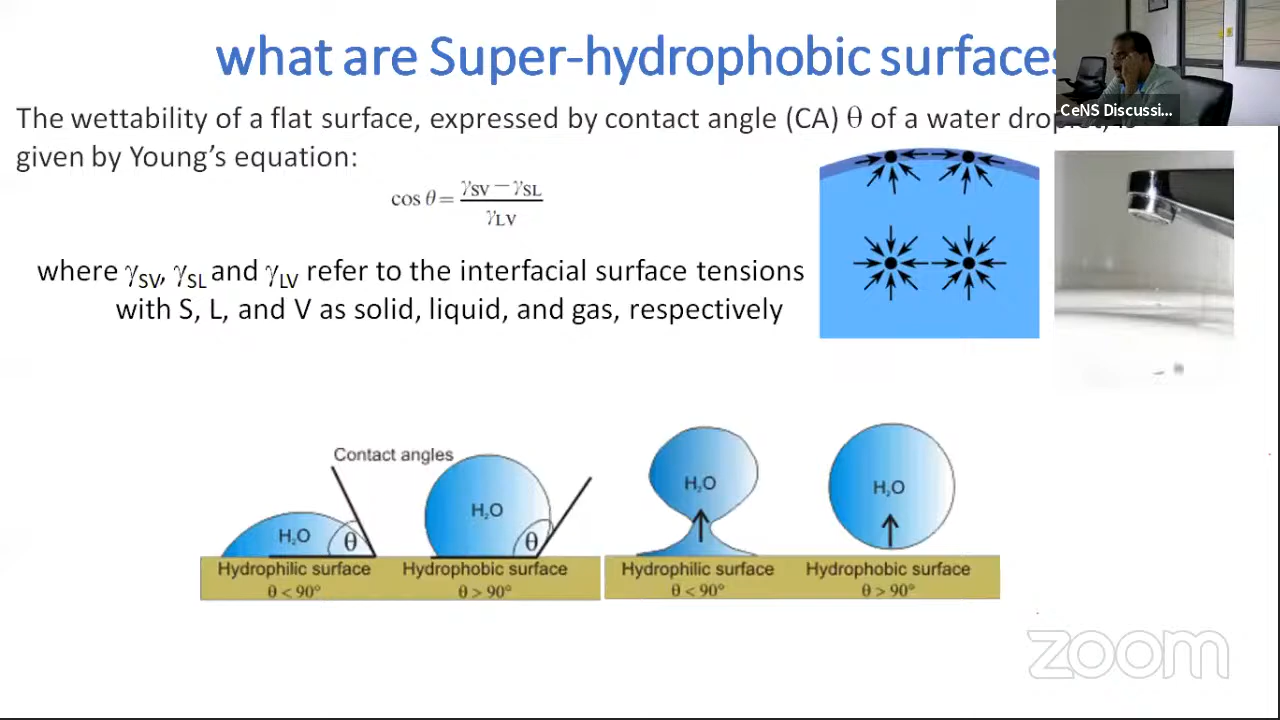 what are Super-hydrophobic surfaces
CeNS Discussi...
The wettability of a flat surface, expressed by contact angle (CA) θ of a water droplet, is
given by Young's equation:
cos θ = γSV − γSL / γLV
where γSV, γSL and γLV refer to the interfacial surface tensions
with S, L, and V as solid, liquid, and gas, respectively
Contact angles
H₂O θ H₂O θ H₂O H₂O
Hydrophilic surface Hydrophobic surface Hydrophilic surface Hydrophobic surface
θ < 90° θ > 90° θ < 90° θ > 90°
zoom